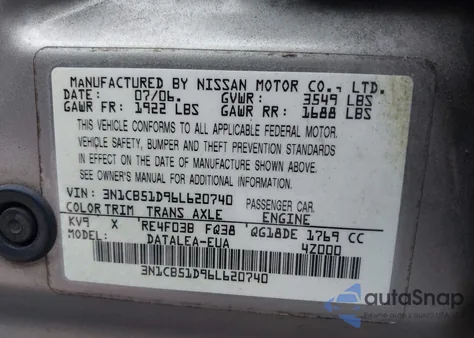 MANUFACTURED BY NISSAN MOTOR CO., LTD.
DATE: 07/06. GVWR: 3549 LBS
GAWR FR: 1922 LBS GAWR RR: 1688 LBS
THIS VEHICLE CONFORMS TO ALL APPLICABLE FEDERAL MOTOR.
VEHICLE SAFETY, BUMPER AND THEFT PREVENTION STANDARDS
IN EFFECT ON THE DATE OF MANUFACTURE SHOWN ABOVE.
SEE OWNER'S MANUAL FOR ADDITIONAL INFORMATION.
VIN: 3N1CB51D96L620740 PASSENGER CAR.
COLOR TRIM TRANS AXLE ENGINE
KV9 X RE4F03B FQ38 QG18DE 1769 CC
DATALEA-EUA 4Z000
3N1CB51D96L620740
autoSnap